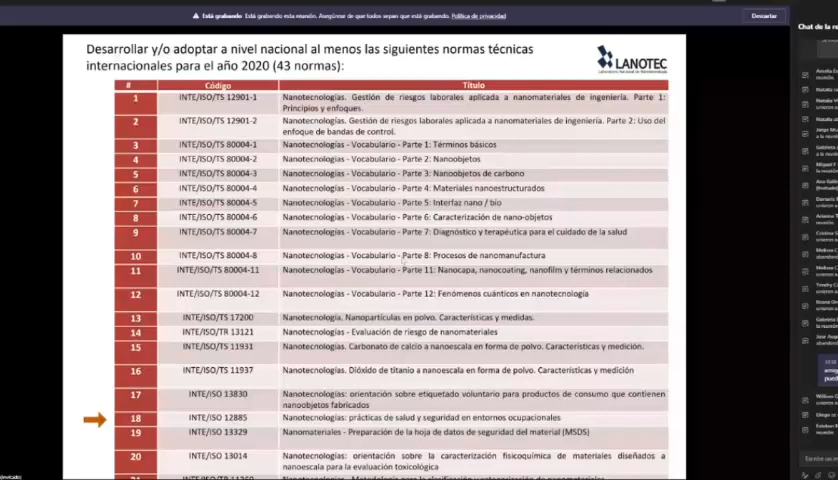 Está grabando Está grabando esta reunión. Asegúrese de que todos sepan que está grabando. Política de privacidad
Descartar
Chat de la re
Desarrollar y/o adoptar a nivel nacional al menos las siguientes normas técnicas
internacionales para el año 2020 (43 normas):
LANOTEC
# Código Título
1 INTE/ISO/TS 12901-1 Nanotecnologías. Gestión de riesgos laborales aplicada a nanomateriales de ingeniería. Parte 1:
Principios y enfoques.
2 INTE/ISO/TS 12901-2 Nanotecnologías. Gestión de riesgos laborales aplicada a nanomateriales de ingeniería. Parte 2: Uso del
enfoque de bandas de control.
3 INTE/ISO/TS 80004-1 Nanotecnologías - Vocabulario - Parte 1: Términos básicos
4 INTE/ISO/TS 80004-2 Nanotecnologías - Vocabulario - Parte 2: Nanoobjetos
5 INTE/ISO/TS 80004-3 Nanotecnologías - Vocabulario - Parte 3: Nanoobjetos de carbono
6 INTE/ISO/TS 80004-4 Nanotecnologías - Vocabulario - Parte 4: Materiales nanoestructurados
7 INTE/ISO/TS 80004-5 Nanotecnologías - Vocabulario - Parte 5: Interfaz nano / bio
8 INTE/ISO/TS 80004-6 Nanotecnologías - Vocabulario - Parte 6: Caracterización de nano-objetos
9 INTE/ISO/TS 80004-7 Nanotecnologías - Vocabulario - Parte 7: Diagnóstico y terapéutica para el cuidado de la salud
10 INTE/ISO/TS 80004-8 Nanotecnologías - Vocabulario - Parte 8: Procesos de nanomanufactura
11 INTE/ISO/TS 80004-11 Nanotecnologías - Vocabulario - Parte 11: Nanocapa, nanocoating, nanofilm y términos relacionados
12 INTE/ISO/TS 80004-12 Nanotecnologías - Vocabulario - Parte 12: Fenómenos cuánticos en nanotecnología
13 INTE/ISO/TS 17200 Nanotecnología. Nanopartículas en polvo. Características y medidas.
14 INTE/ISO/TR 13121 Nanotecnologías - Evaluación de riesgo de nanomateriales
15 INTE/ISO/TS 11931 Nanotecnologías. Carbonato de calcio a nanoescala en forma de polvo. Características y medición.
16 INTE/ISO/TS 11937 Nanotecnologías. Dióxido de titanio a nanoescala en forma de polvo. Características y medición
17 INTE/ISO 13830 Nanotecnologías: orientación sobre etiquetado voluntario para productos de consumo que contienen
nanoobjetos fabricados
18 INTE/ISO 12885 Nanotecnologías: prácticas de salud y seguridad en entornos ocupacionales
19 INTE/ISO 13329 Nanomateriales - Preparación de la hoja de datos de seguridad del material (MSDS)
20 INTE/ISO 13014 Nanotecnologías: orientación sobre la caracterización fisicoquímica de materiales diseñados a
nanoescala para la evaluación toxicológica